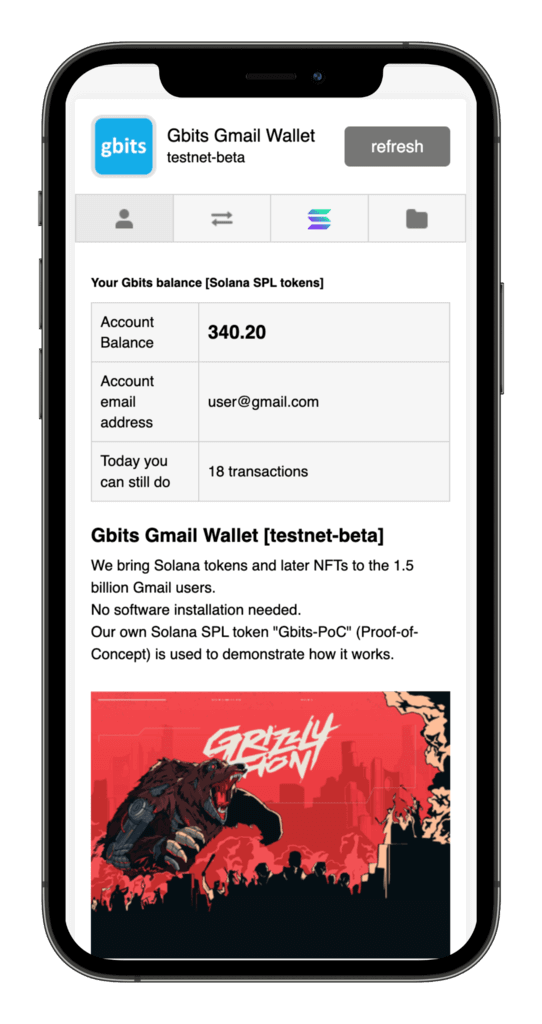 gbits
Gbits Gmail Wallet
testnet-beta
refresh
Your Gbits balance [Solana SPL tokens]
Account
Balance
340.20
Account
email
address
user@gmail.com
Today you
can still do
18 transactions
Gbits Gmail Wallet [testnet-beta]
We bring Solana tokens and later NFTs to the 1.5
billion Gmail users.
No software installation needed.
Our own Solana SPL token "Gbits-PoC" (Proof-of-
Concept) is used to demonstrate how it works.
GRIZZLY